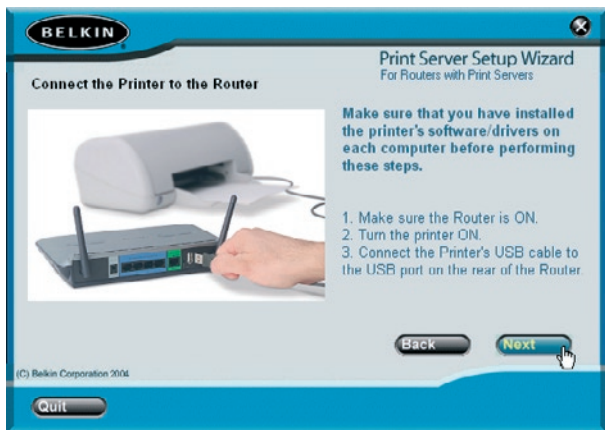 BELKIN
Print Server Setup Wizard
For Routers with Print Servers
Connect the Printer to the Router
Make sure that you have installed
the printer's software/drivers on
each computer before performing
these steps.
1. Make sure the Router is ON.
2. Turn the printer ON.
3. Connect the Printer's USB cable to
the USB port on the rear of the Router.
Back
Next
(C) Belkin Corporation 2004
Quit